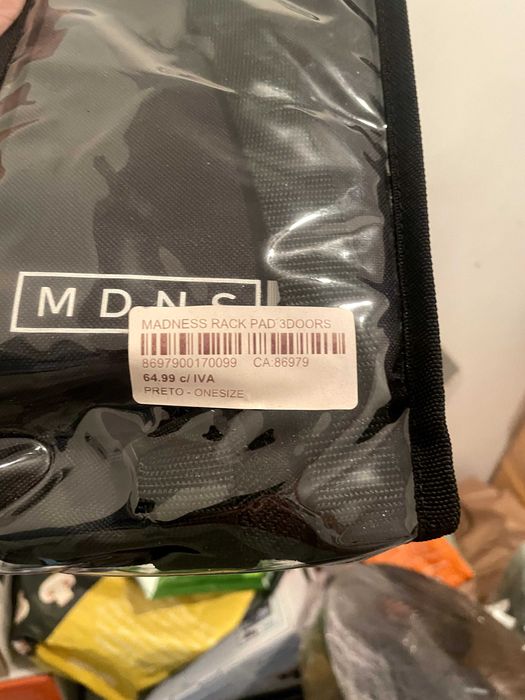 MDNS
MADNESS RACK PAD 3DOORS
8697900170099 CA:86979
64.99 c/ IVA
PRETO - ONESIZE